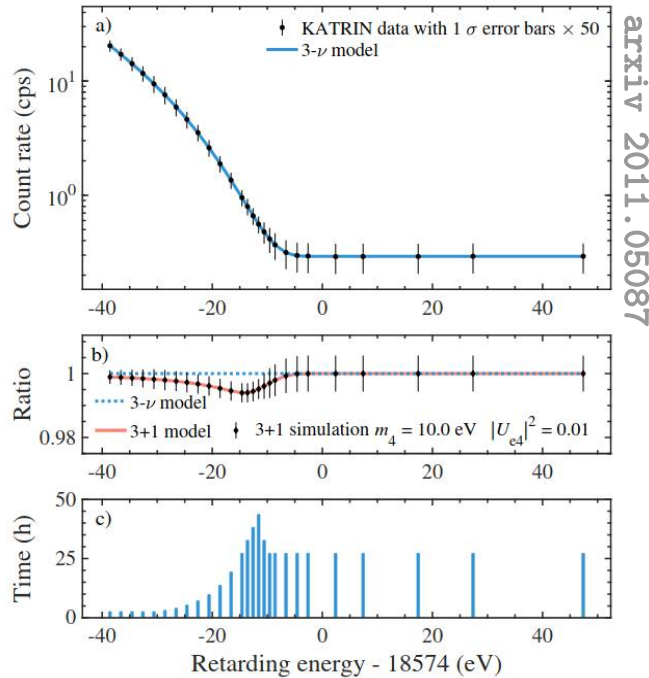 a)
KATRIN data with 1 σ error bars × 50
3-ν model
Count rate (cps)
10¹
10⁰
-40 -20 0 20 40
b)
Ratio
1
0.98
3-ν model
3+1 model
3+1 simulation m₄ = 10.0 eV |Uₑ₄|² = 0.01
-40 -20 0 20 40
c)
Time (h)
50
25
0
-40 -20 0 20 40
Retarding energy - 18574 (eV)
arxiv 2011.05087